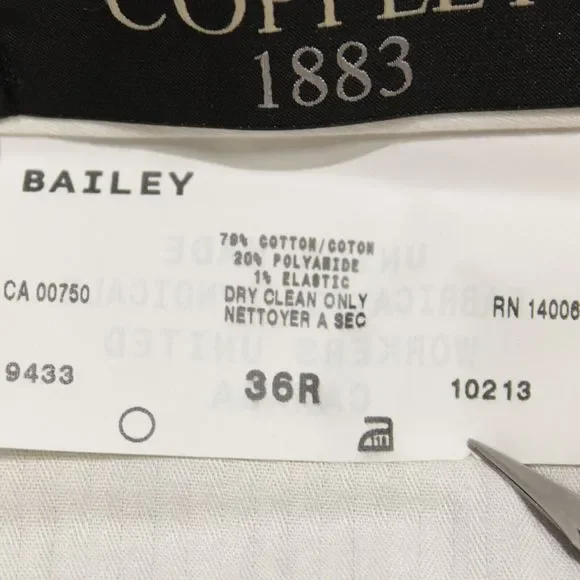 COPPLEY
1883
BAILEY
79% COTTON/COTON
20% POLYAMIDE
1% ELASTIC
DRY CLEAN ONLY
NETTOYER A SEC
CA 00750
RN 14006
9433
36R
10213